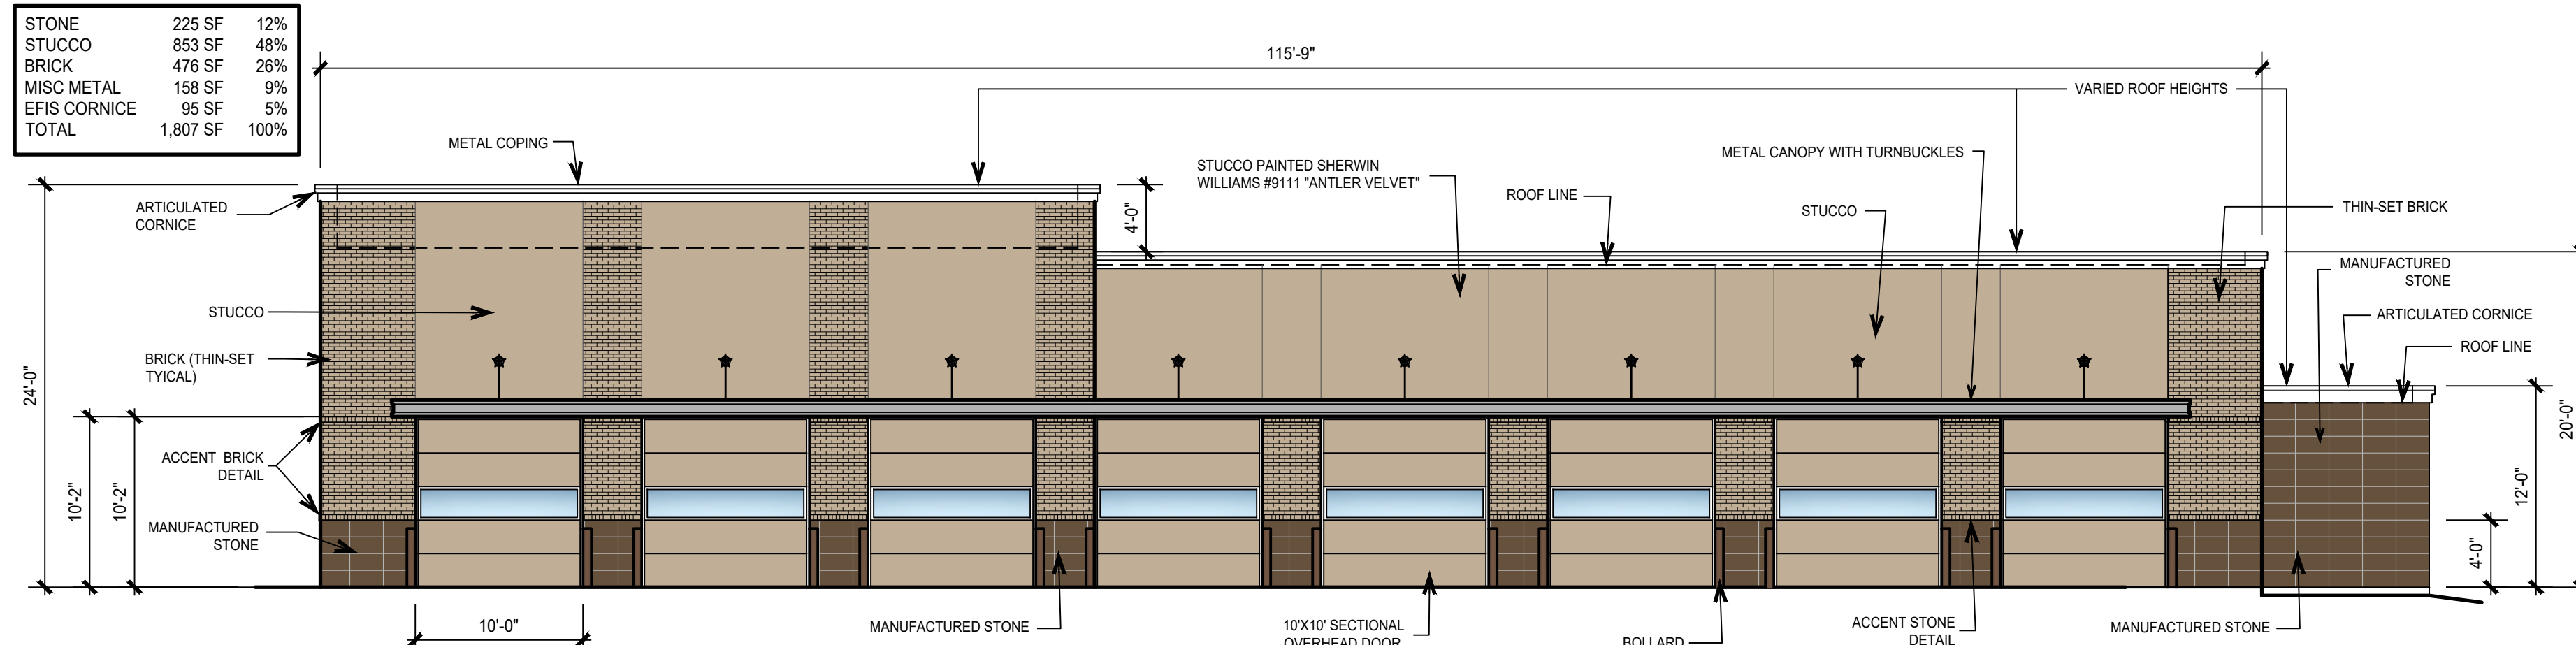 STONE 225 SF 12%
STUCCO 853 SF 48%
BRICK 476 SF 26%
MISC METAL 158 SF 9%
EFIS CORNICE 95 SF 5%
TOTAL 1,807 SF 100%
115'-9"
VARIED ROOF HEIGHTS
METAL COPING
STUCCO PAINTED SHERWIN
WILLIAMS #9111 "ANTLER VELVET"
METAL CANOPY WITH TURNBUCKLES
ROOF LINE
STUCCO
THIN-SET BRICK
ARTICULATED
CORNICE
4'-0"
MANUFACTURED
STONE
STUCCO
ARTICULATED CORNICE
ROOF LINE
BRICK (THIN-SET
TYICAL)
24'-0"
20'-0"
ACCENT BRICK
DETAIL
10'-2"
10'-2"
12'-0"
4'-0"
MANUFACTURED
STONE
10'-0"
MANUFACTURED STONE
10'X10' SECTIONAL
OVERHEAD DOOR
BOLLARD
ACCENT STONE
DETAIL
MANUFACTURED STONE